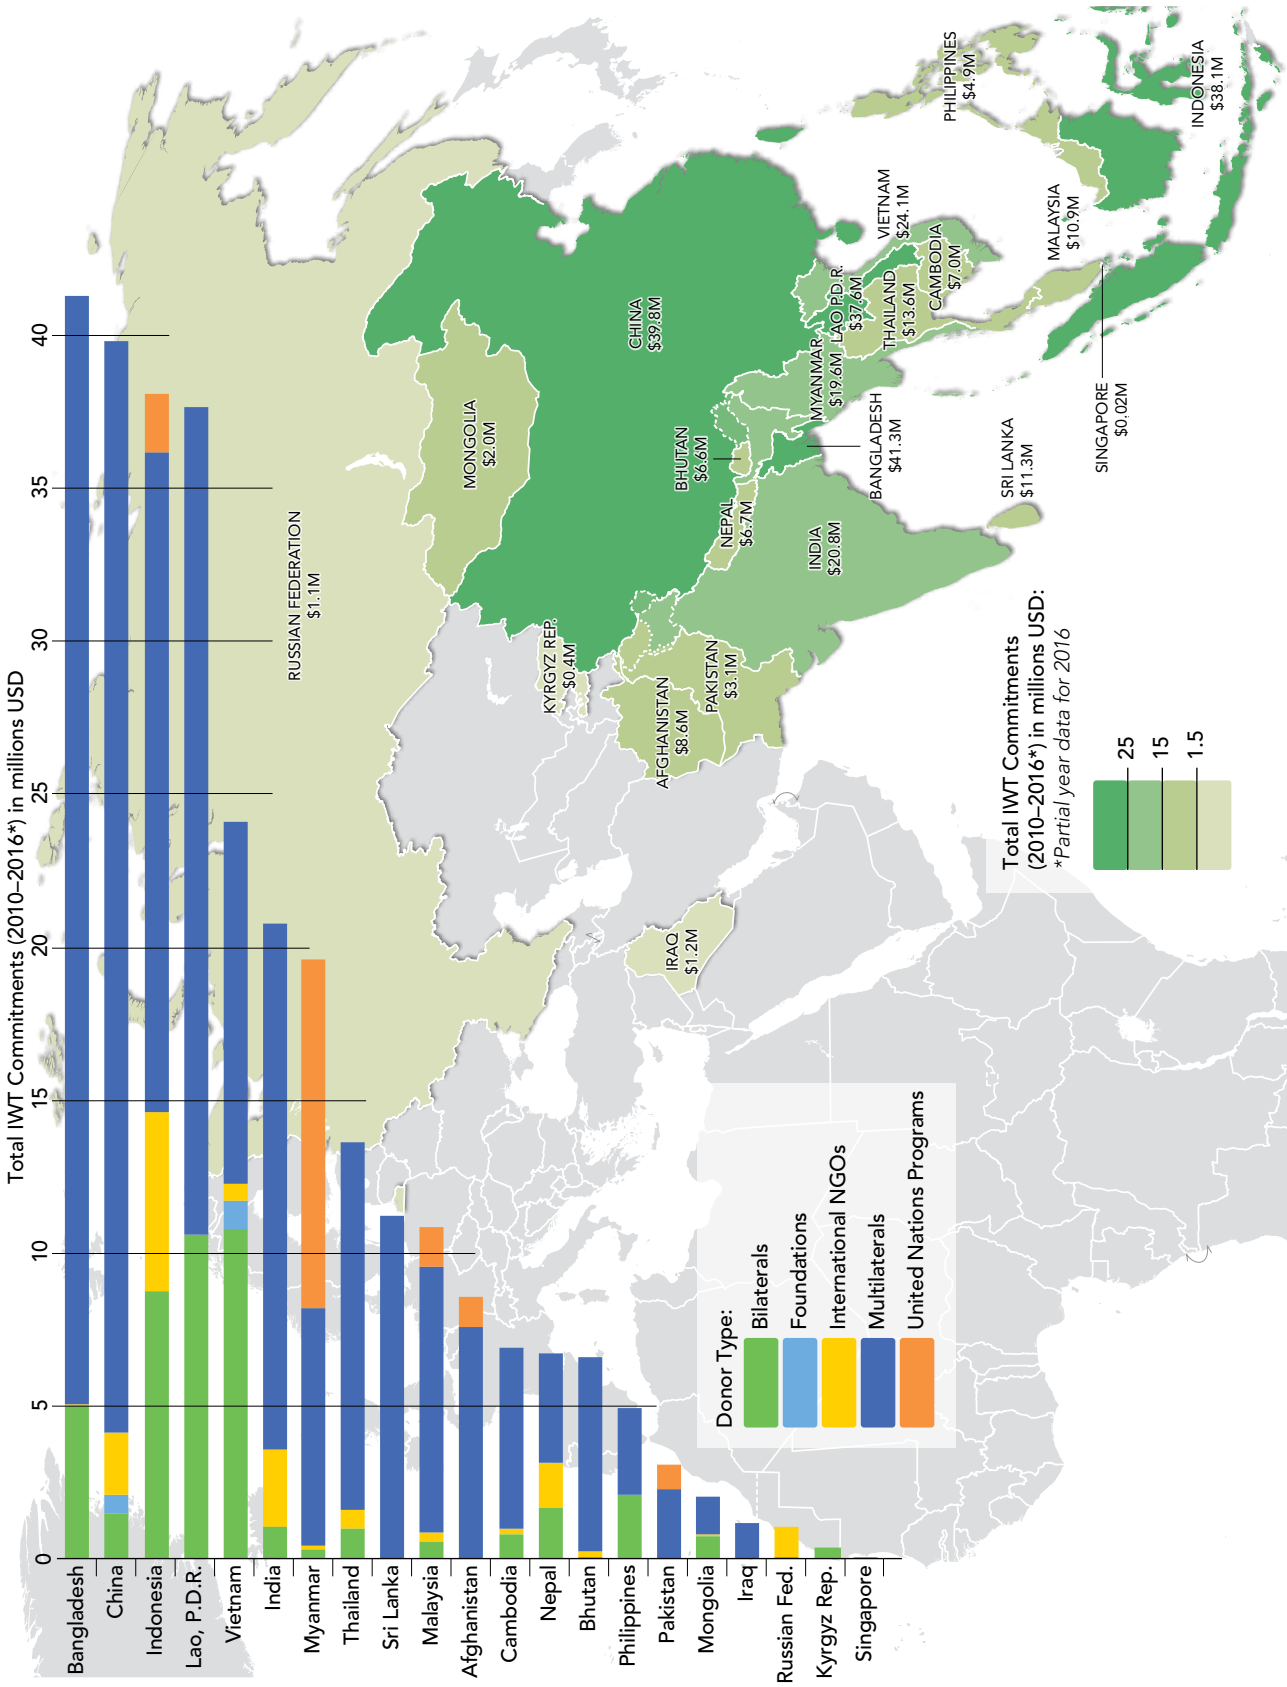 Total IWT Commitments (2010–2016*) in millions USD
0
5
10
15
20
25
30
35
40
Bangladesh
China
Indonesia
Lao, P.D.R.
Vietnam
India
Myanmar
Thailand
Sri Lanka
Malaysia
Afghanistan
Cambodia
Nepal
Bhutan
Philippines
Pakistan
Mongolia
Iraq
Russian Fed.
Kyrgyz Rep.
Singapore
Donor Type:
Bilaterals
Foundations
International NGOs
Multilaterals
United Nations Programs
RUSSIAN FEDERATION
$1.1M
MONGOLIA
$2.0M
KYRGYZ REP.
$0.4M
CHINA
$39.8M
AFGHANISTAN
$8.6M
PAKISTAN
$3.1M
IRAQ
$1.2M
NEPAL
$6.7M
BHUTAN
$6.6M
INDIA
$20.8M
BANGLADESH
$41.3M
MYANMAR
$19.6M
LAO P.D.R.
$37.6M
VIETNAM
$24.1M
THAILAND
$13.6M
CAMBODIA
$7.0M
SRI LANKA
$11.3M
PHILIPPINES
$4.9M
MALAYSIA
$10.9M
SINGAPORE
$0.02M
INDONESIA
$38.1M
Total IWT Commitments
(2010–2016*) in millions USD:
*Partial year data for 2016
25
15
1.5